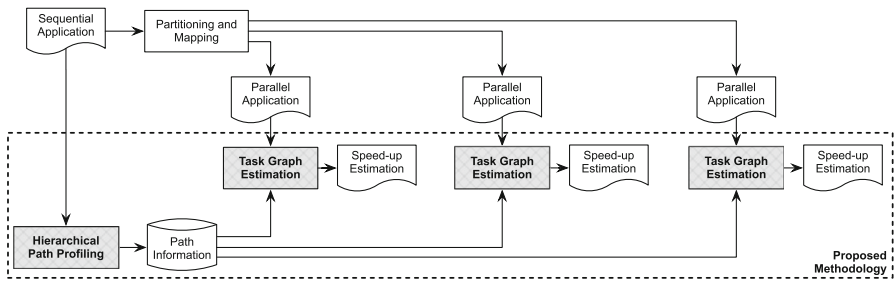 Sequential
Application
Partitioning and
Mapping
Parallel
Application
Parallel
Application
Parallel
Application
Task Graph
Estimation
Speed-up
Estimation
Task Graph
Estimation
Speed-up
Estimation
Task Graph
Estimation
Speed-up
Estimation
Hierarchical
Path Profiling
Path
Information
Proposed
Methodology